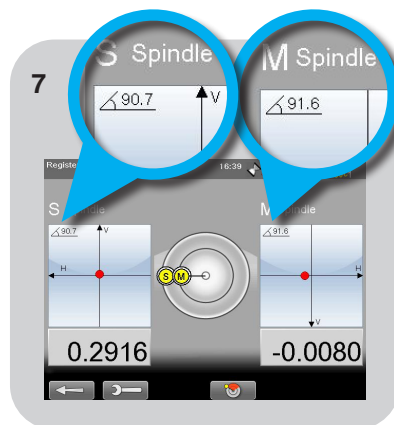 7
S Spindle
90.7
V
M Spindle
91.6
16:39
S
M
90.7
V
H
S M
91.6
H
V
0.2916
-0.0080